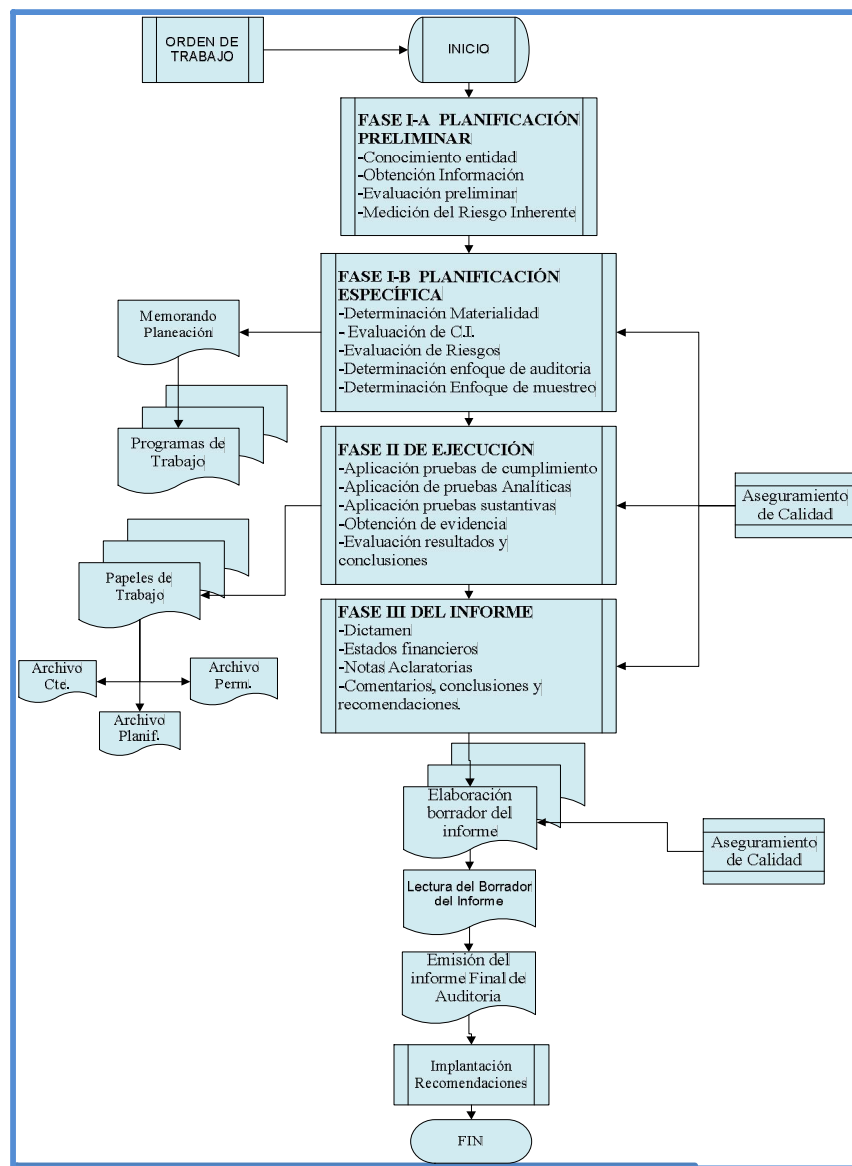 ORDEN DE
TRABAJO
INICIO
FASE I-A  PLANIFICACIÓN
PRELIMINAR
-Conocimiento entidad
-Obtención Información
-Evaluación preliminar
-Medición del Riesgo Inherente
FASE I-B  PLANIFICACIÓN
ESPECÍFICA
-Determinación Materialidad
- Evaluación de C.I.
-Evaluación de Riesgos
-Determinación enfoque de auditoria
-Determinación Enfoque de muestreo
Memorando
Planeación
Programas de
Trabajo
FASE II DE EJECUCIÓN
-Aplicación pruebas de cumplimiento
-Aplicación de pruebas Analíticas
-Aplicación pruebas sustantivas
-Obtención de evidencia
-Evaluación resultados y
conclusiones
Aseguramiento
de Calidad
Papeles de
Trabajo
Archivo
Cte.
Archivo
Perm.
Archivo
Planif.
FASE III DEL INFORME
-Dictamen
-Estados financieros
-Notas Aclaratorias
-Comentarios, conclusiones y
recomendaciones.
Elaboración
borrador del
informe
Aseguramiento
de Calidad
Lectura del Borrador
del Informe
Emisión del
informe Final de
Auditoria
Implantación
Recomendaciones
FIN